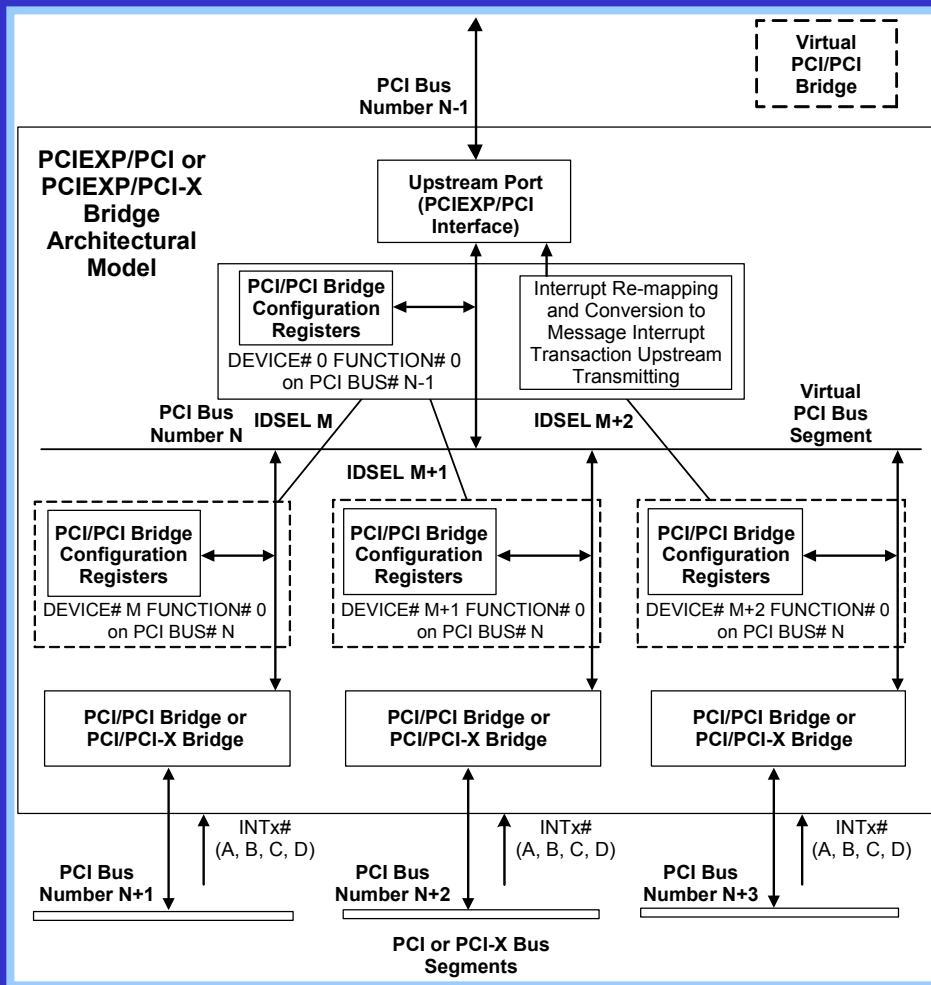 Virtual
PCI/PCI
Bridge
PCI Bus
Number N-1
PCIEXP/PCI or
PCIEXP/PCI-X
Bridge
Architectural
Model
Upstream Port
(PCIEXP/PCI
Interface)
PCI/PCI Bridge
Configuration
Registers
DEVICE# 0 FUNCTION# 0
on PCI BUS# N-1
Interrupt Re-mapping
and Conversion to
Message Interrupt
Transaction Upstream
Transmitting
PCI Bus
Number N
IDSEL M
IDSEL M+1
IDSEL M+2
Virtual
PCI Bus
Segment
PCI/PCI Bridge
Configuration
Registers
DEVICE# M FUNCTION# 0
on PCI BUS# N
PCI/PCI Bridge
Configuration
Registers
DEVICE# M+1 FUNCTION# 0
on PCI BUS# N
PCI/PCI Bridge
Configuration
Registers
DEVICE# M+2 FUNCTION# 0
on PCI BUS# N
PCI/PCI Bridge or
PCI/PCI-X Bridge
PCI/PCI Bridge or
PCI/PCI-X Bridge
PCI/PCI Bridge or
PCI/PCI-X Bridge
INTx#
(A, B, C, D)
INTx#
(A, B, C, D)
INTx#
(A, B, C, D)
PCI Bus
Number N+1
PCI Bus
Number N+2
PCI Bus
Number N+3
PCI or PCI-X Bus
Segments